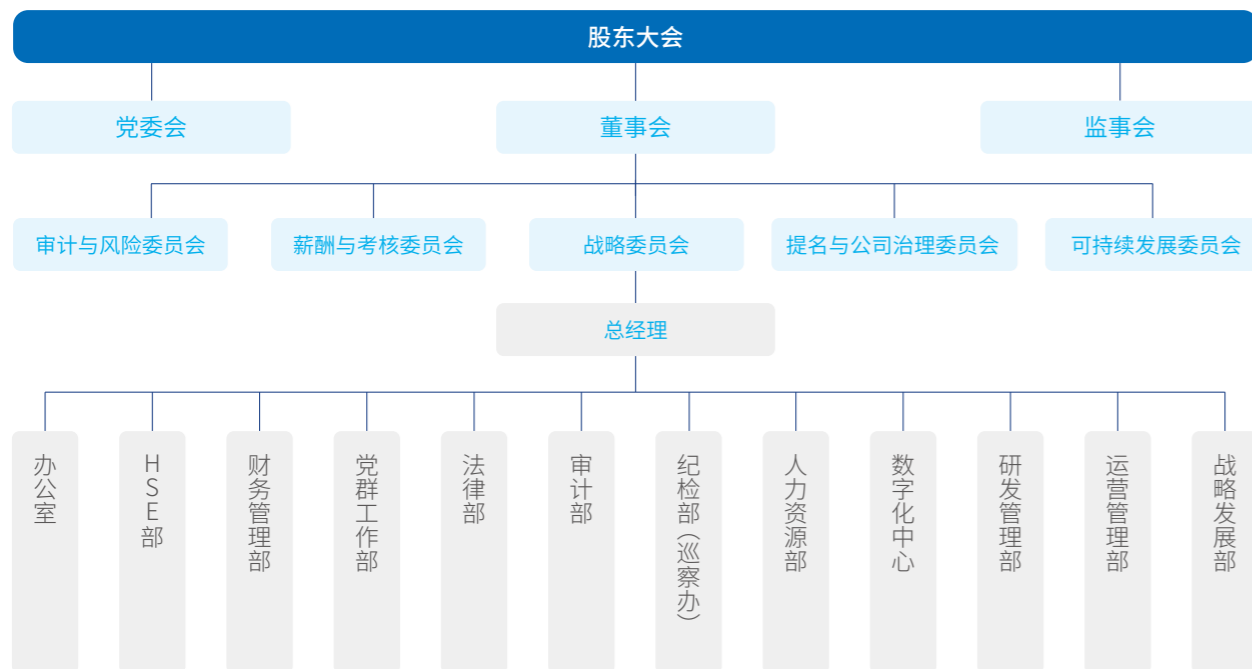 股东大会
党委会
董事会
监事会
审计与风险委员会
薪酬与考核委员会
战略委员会
提名与公司治理委员会
可持续发展委员会
总经理
办公室
HSE部
财务管理部
党群工作部
法律部
审计部
纪检部(巡察办)
人力资源部
数字化中心
研发管理部
运营管理部
战略发展部